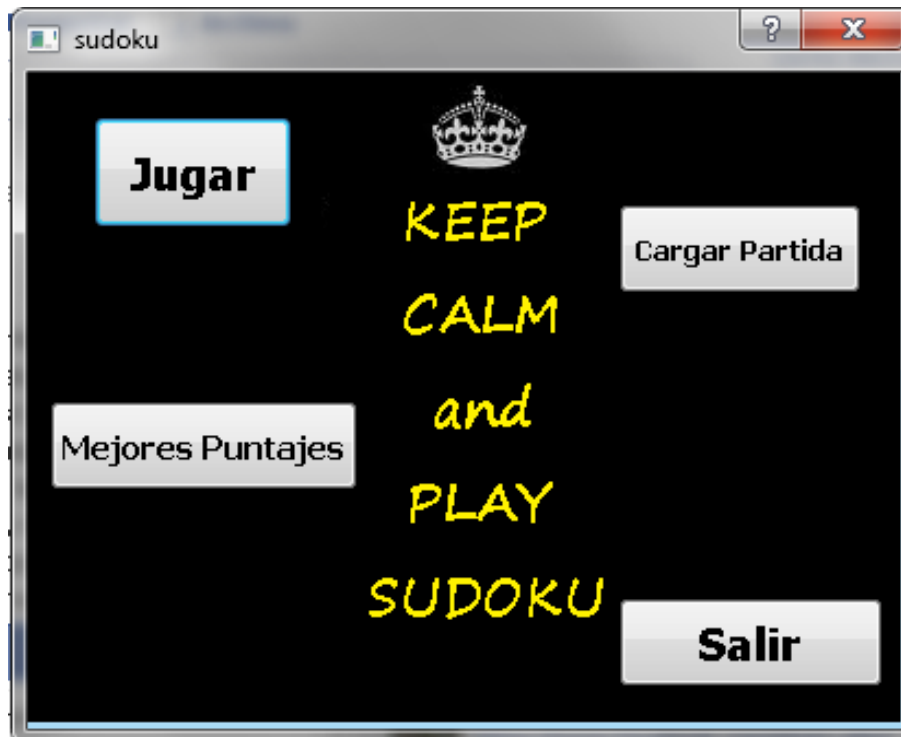 sudoku
Jugar
KEEP
Cargar Partida
CALM
and
Mejores Puntajes
PLAY
SUDOKU
Salir